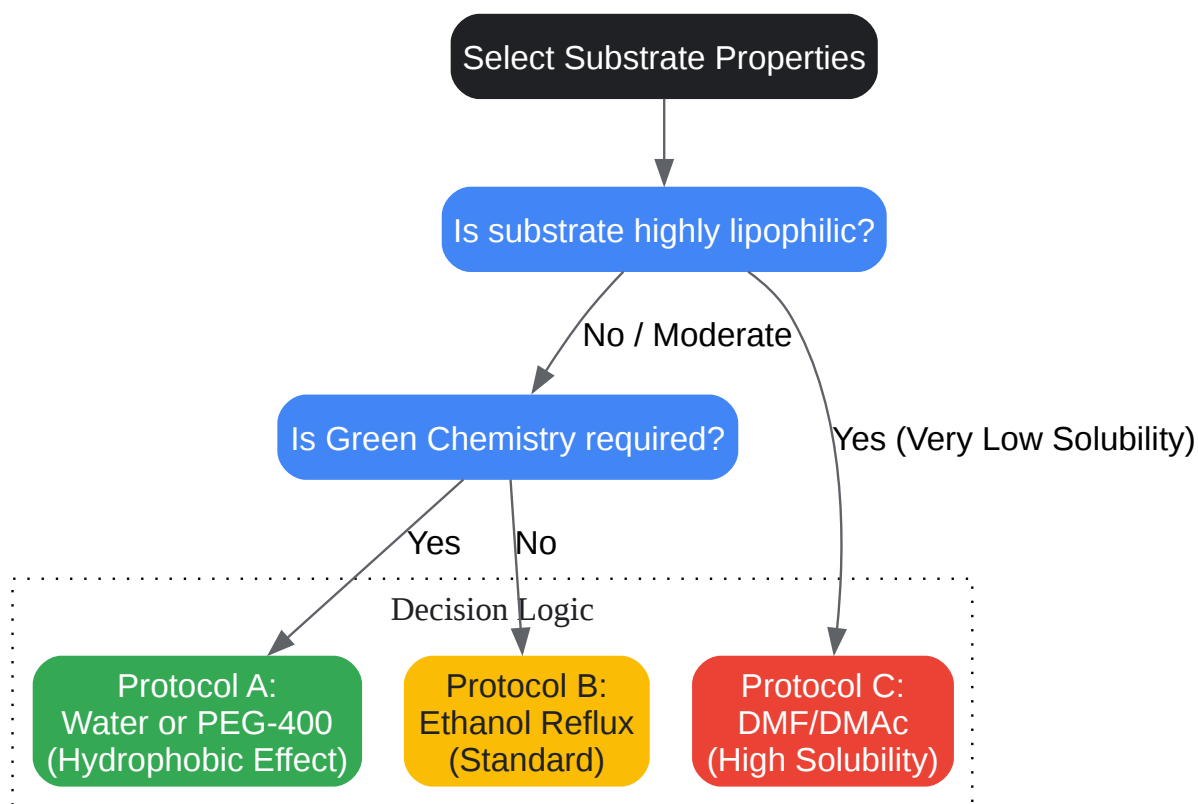 Select Substrate Properties
Is substrate highly lipophilic?
No / Moderate
Is Green Chemistry required?
Yes (Very Low Solubility)
Yes
No
Decision Logic
Protocol A:
Water or PEG-400
(Hydrophobic Effect)
Protocol B:
Ethanol Reflux
(Standard)
Protocol C:
DMF/DMAc
(High Solubility)